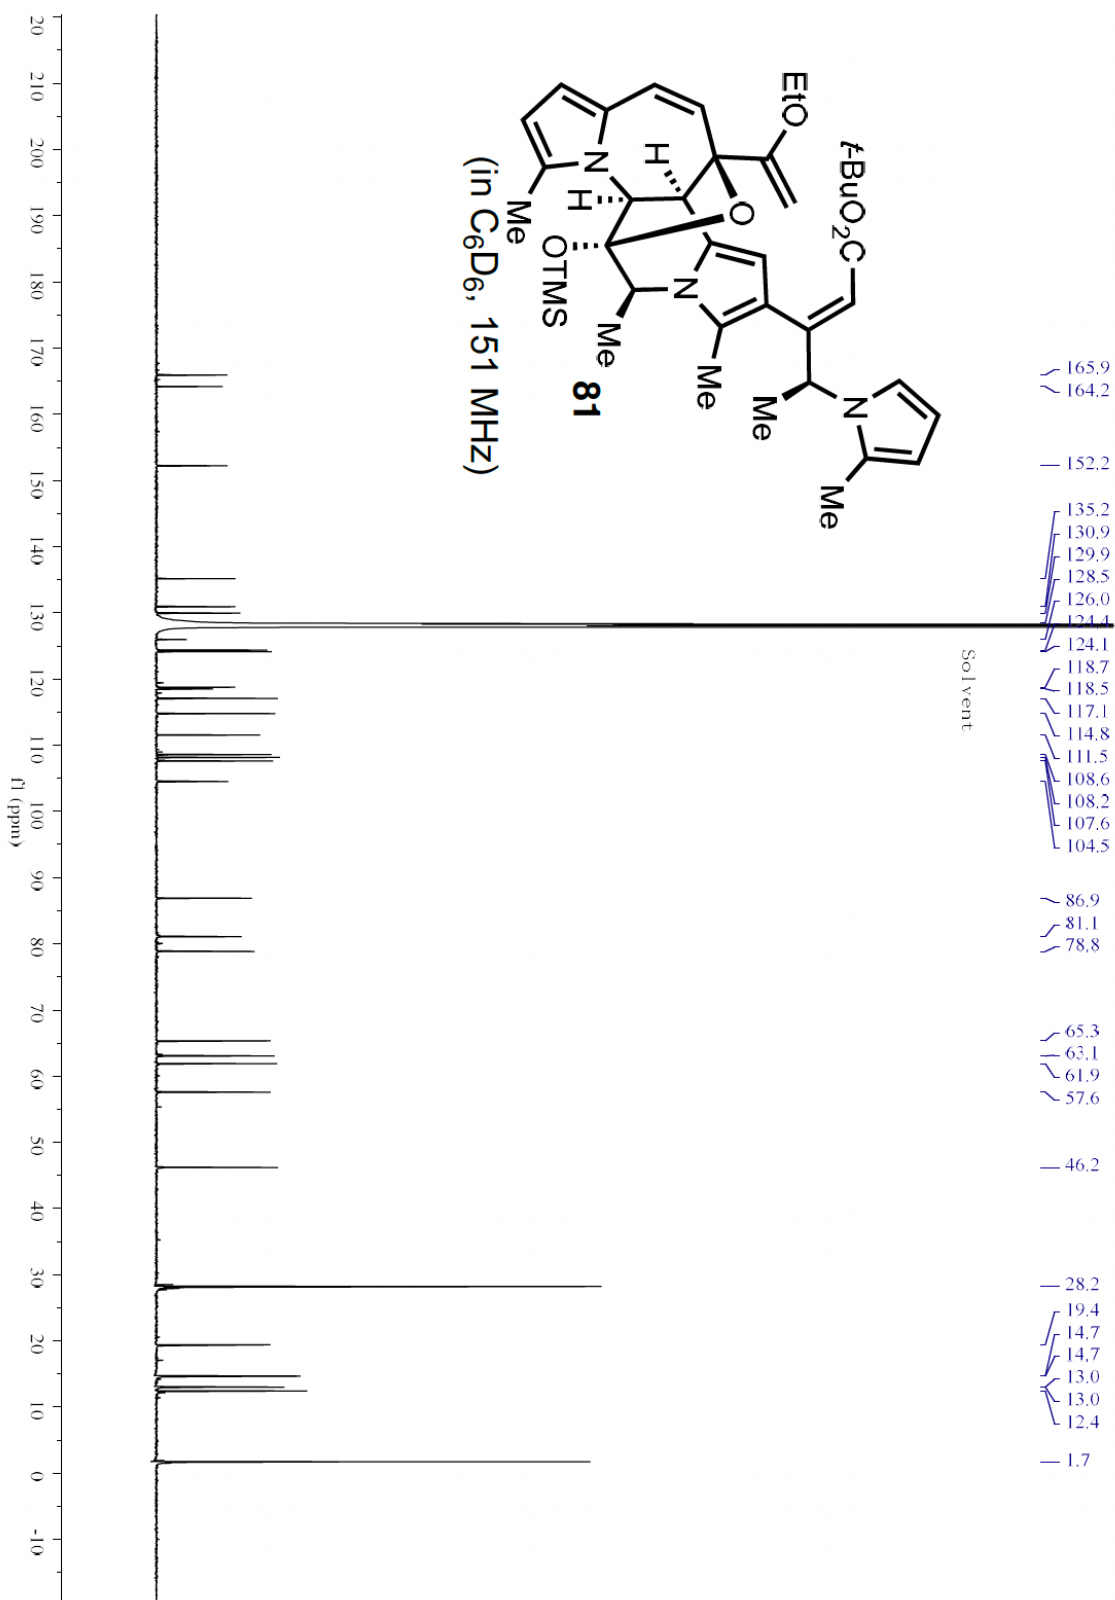 EtO
t-BuO2C
H
O
N
H
Me
OTMS
N
Me
Me
Me
N
Me
81
(in C6D6, 151 MHz)
Solvent
165.9
164.2
152.2
135.2
130.9
129.9
128.5
126.0
124.4
124.1
118.7
118.5
117.1
114.8
111.5
108.6
108.2
107.6
104.5
86.9
81.1
78.8
65.3
63.1
61.9
57.6
46.2
28.2
19.4
14.7
14.7
13.0
13.0
12.4
1.7
20 210 200 190 180 170 160 150 140 130 120 110 100 90 80 70 60 50 40 30 20 10 0 -10
f1 (ppm)